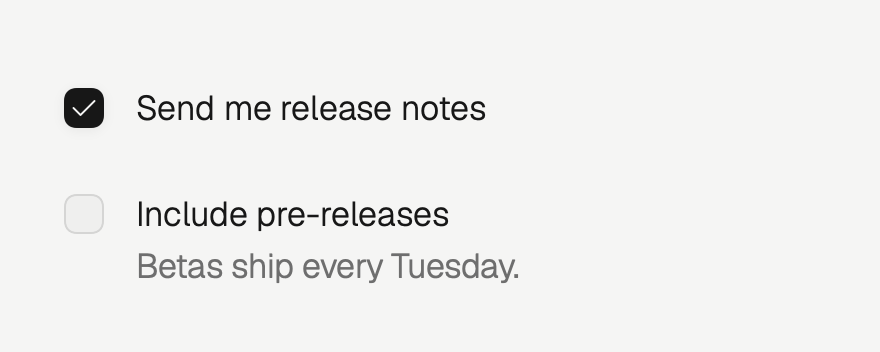 Send me release notes
Include pre-releases
Betas ship every Tuesday.